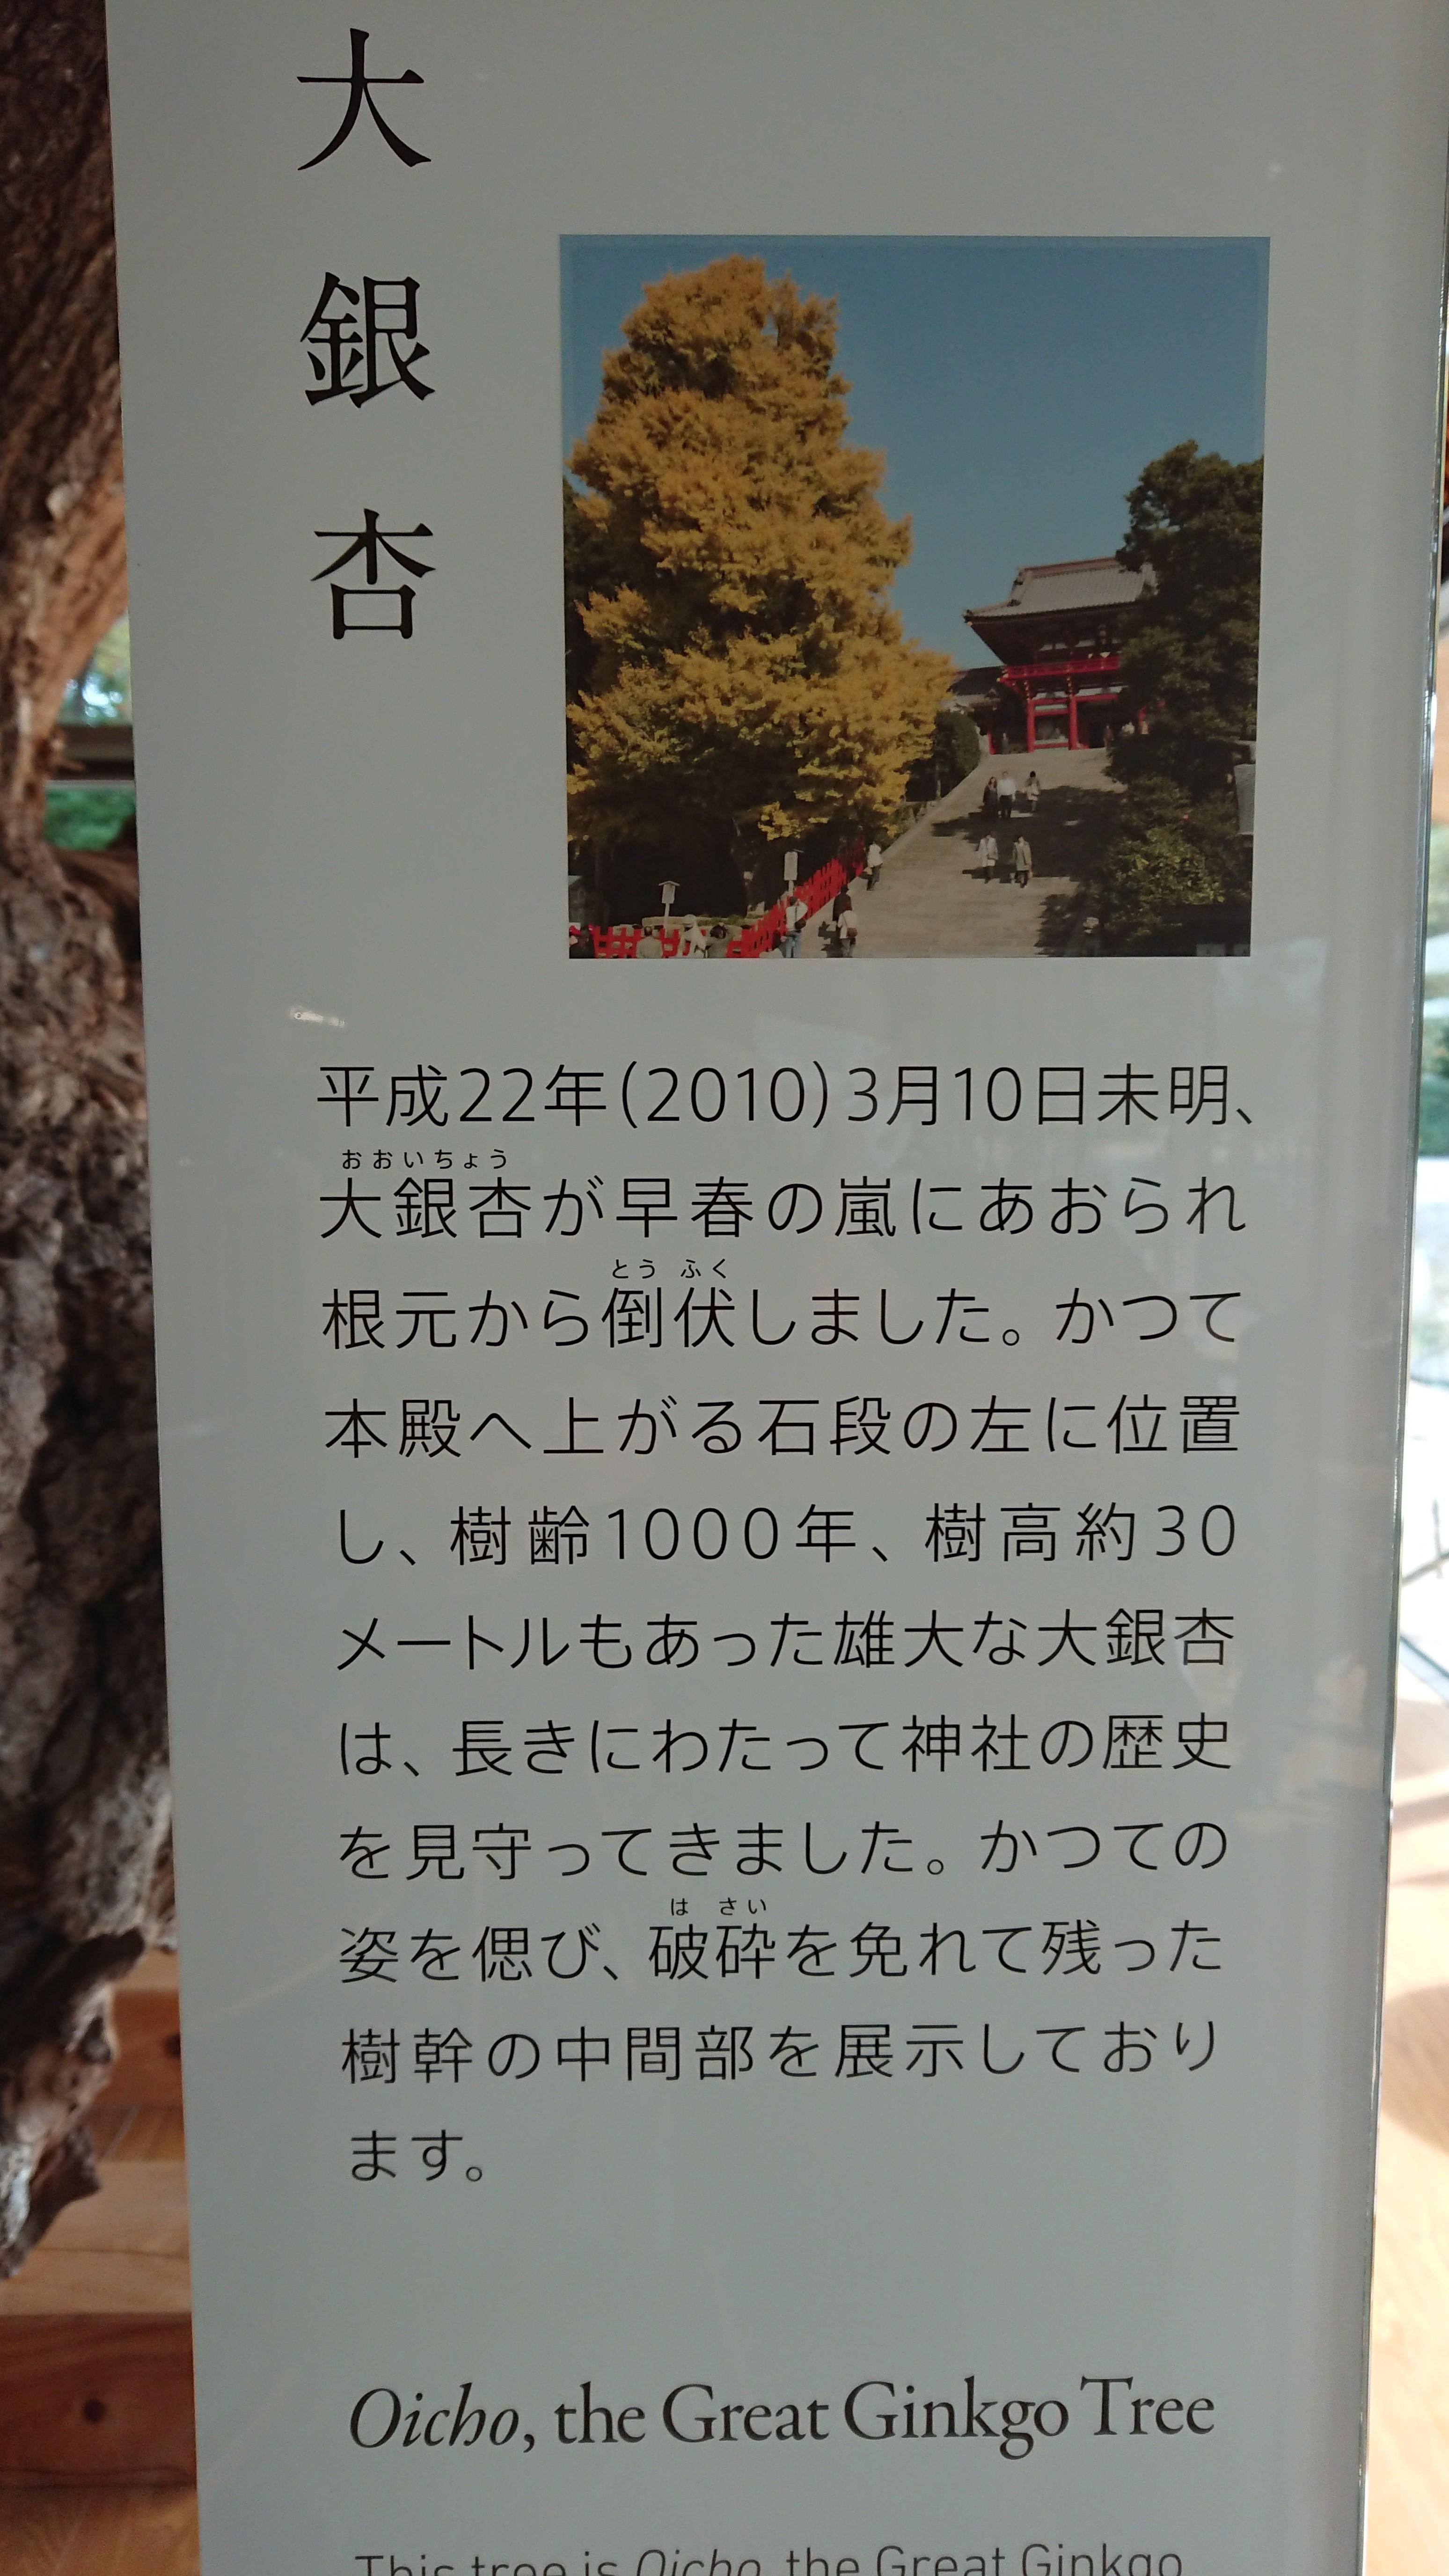 大銀杏
平成22年(2010)3月10日未明、
おおいちょう
大銀杏が早春の嵐にあおられ
とう ふく
根元から倒伏しました。かつて
本殿へ上がる石段の左に位置
し、樹齢1000年、樹高約30
メートルもあった雄大な大銀杏
は、長きにわたって神社の歴史
を見守ってきました。かつての
は さい
姿を偲び、破砕を免れて残った
樹幹の中間部を展示しており
ます。
Oicho, the Great Ginkgo Tree
This tree is Oicho, the Great Ginkgo